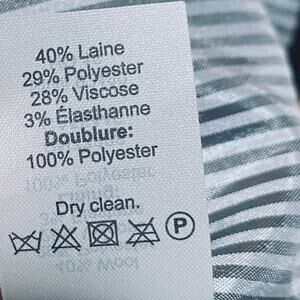 40% Laine
29% Polyester
28% Viscose
3% Élasthanne
Doublure:
100% Polyester
Dry clean.
P